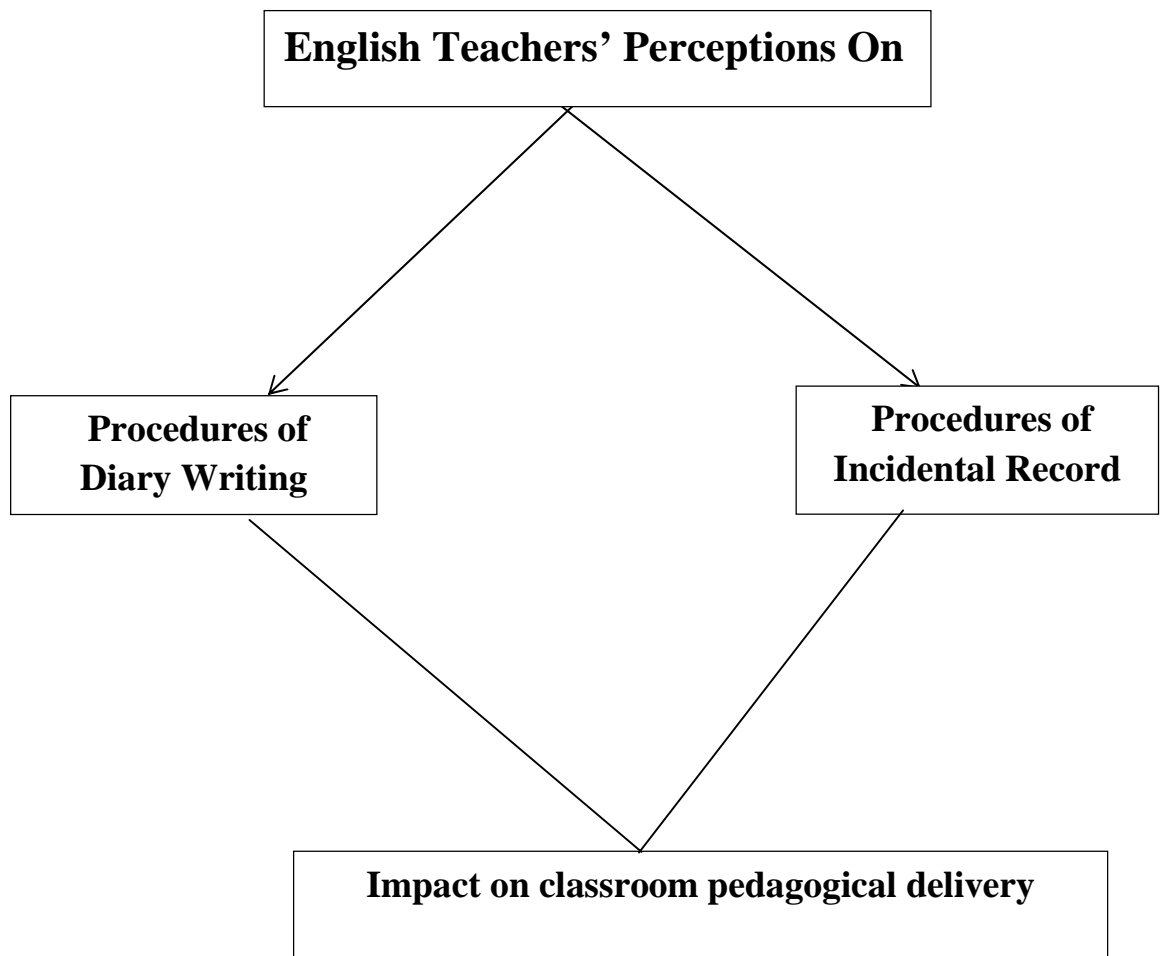 English Teachers’ Perceptions On
Procedures of
Diary Writing
Procedures of
Incidental Record
Impact on classroom pedagogical delivery